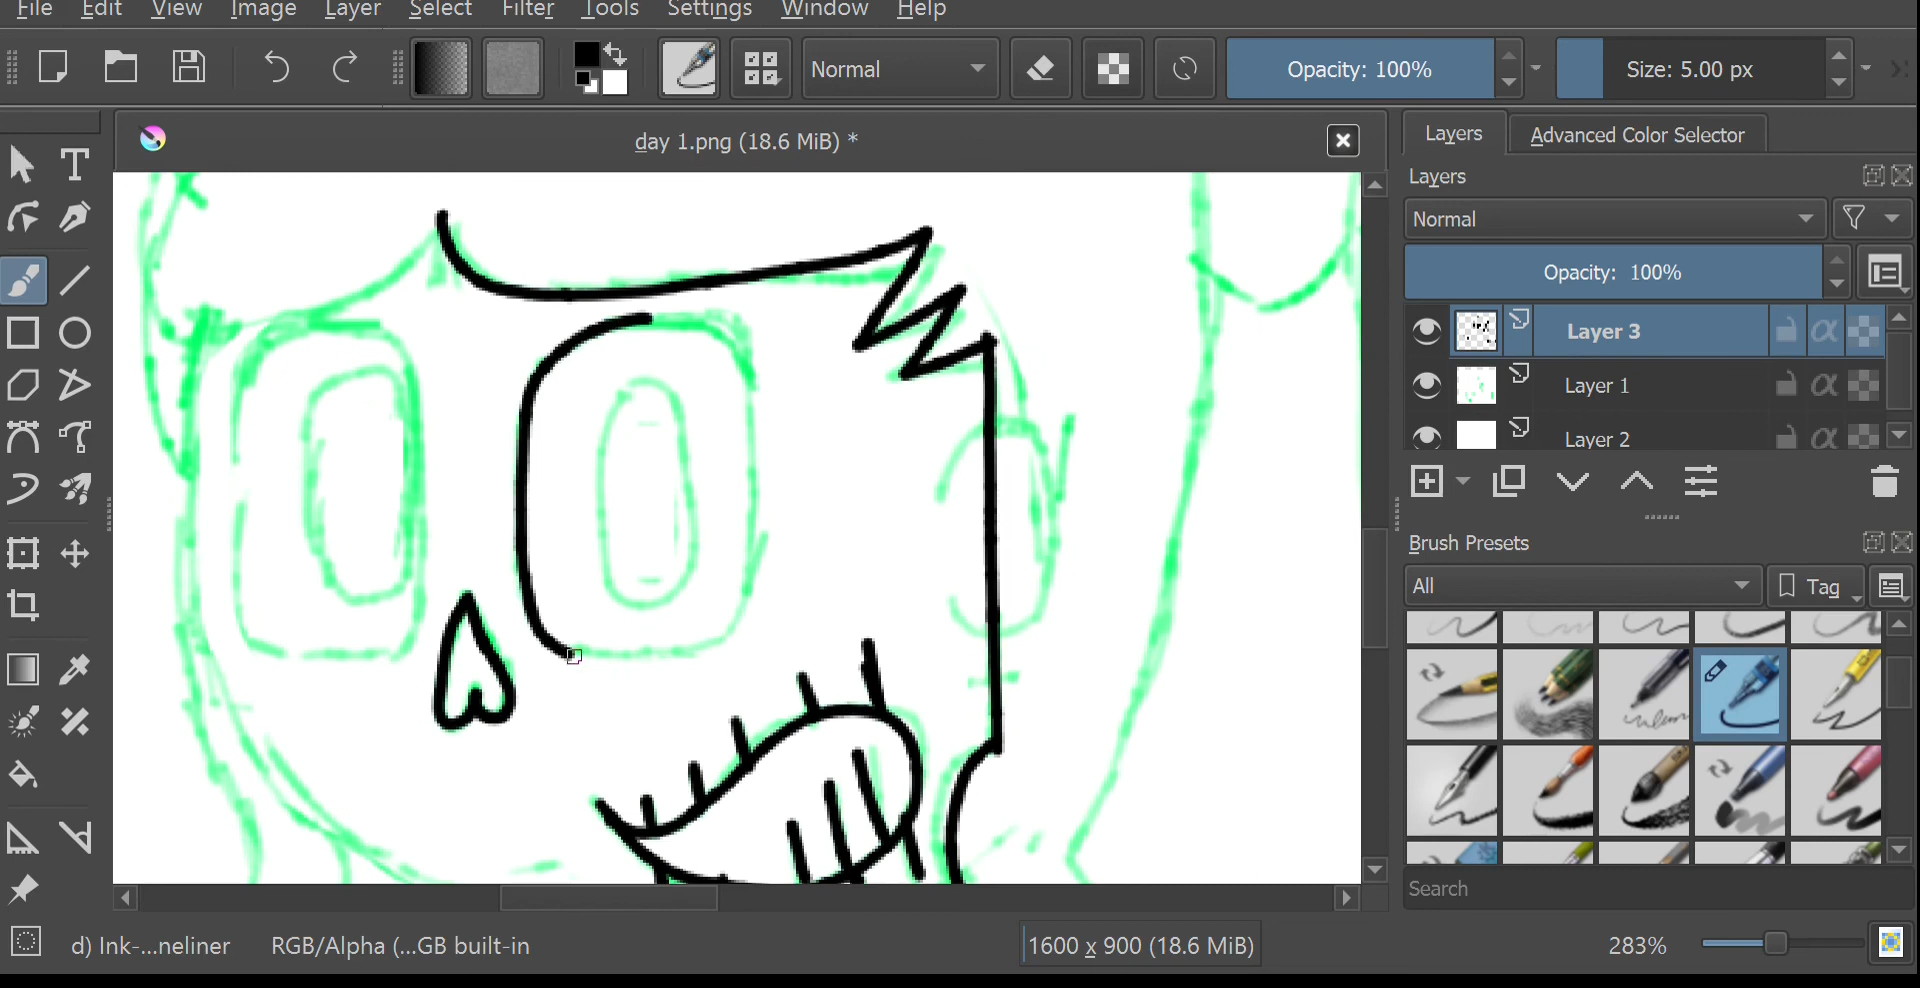 File Edit View Image Layer Select Filter Tools Settings Window Help
Normal Opacity: 100% Size: 5.00 px
day 1.png (18.6 MiB) *
Layers Advanced Color Selector
Layers
Normal
Opacity: 100%
Layer 3
Layer 1
Layer 2
Brush Presets
All Tag
Search
d) Ink-...neliner RGB/Alpha (...GB built-in 1600 x 900 (18.6 MiB) 283%